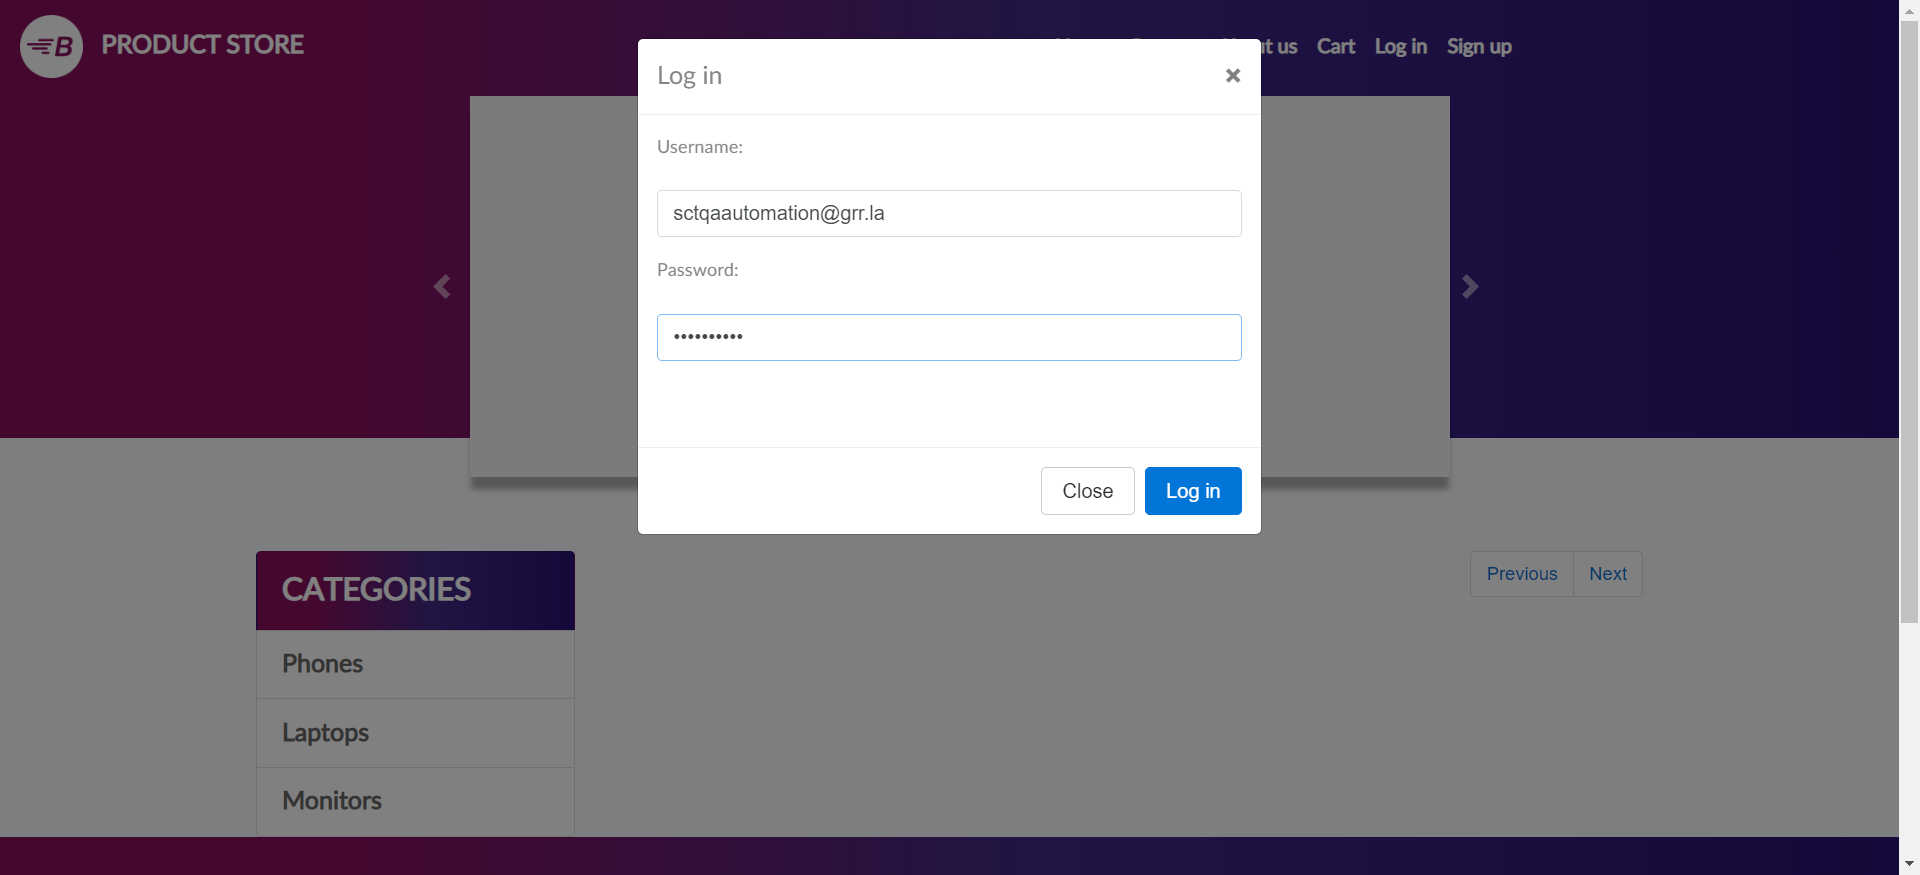 B PRODUCT STORE
t us Cart Log in Sign up
Log in
×
Username:
sctqaautomation@grr.la
Password:
••••••••••
Close Log in
CATEGORIES
Previous Next
Phones
Laptops
Monitors